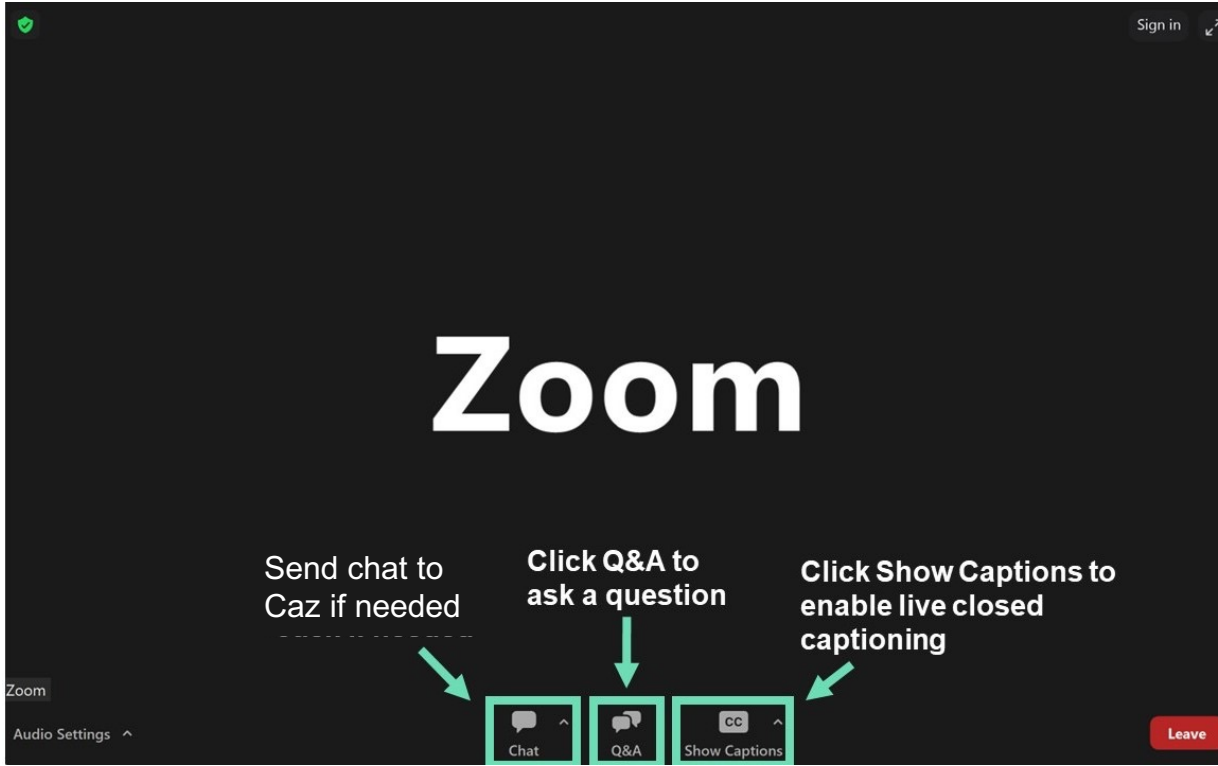 Sign in
Zoom
Send chat to
Caz if needed
Click Q&A to
ask a question
Click Show Captions to
enable live closed
captioning
Zoom
Audio Settings
Chat
Q&A
CC
Show Captions
Leave